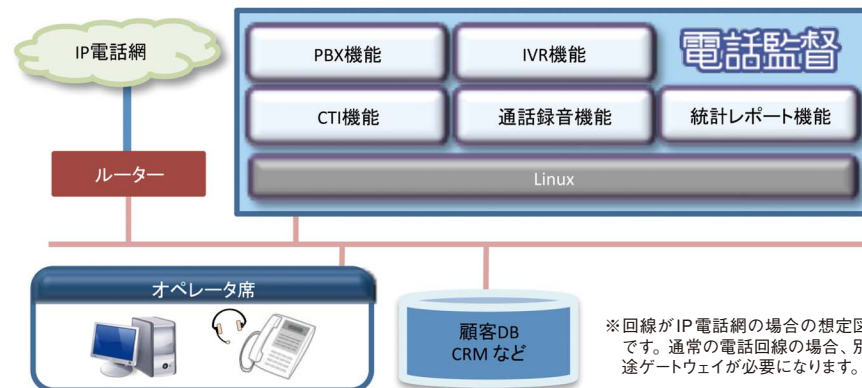 IP電話網
PBX機能
IVR機能
電話監督
CTI機能
通話録音機能
統計レポート機能
ルーター
Linux
オペレータ席
顧客DB
CRM など
※回線がIP電話網の場合の想定図
です。通常の電話回線の場合、別
途ゲートウェイが必要になります。